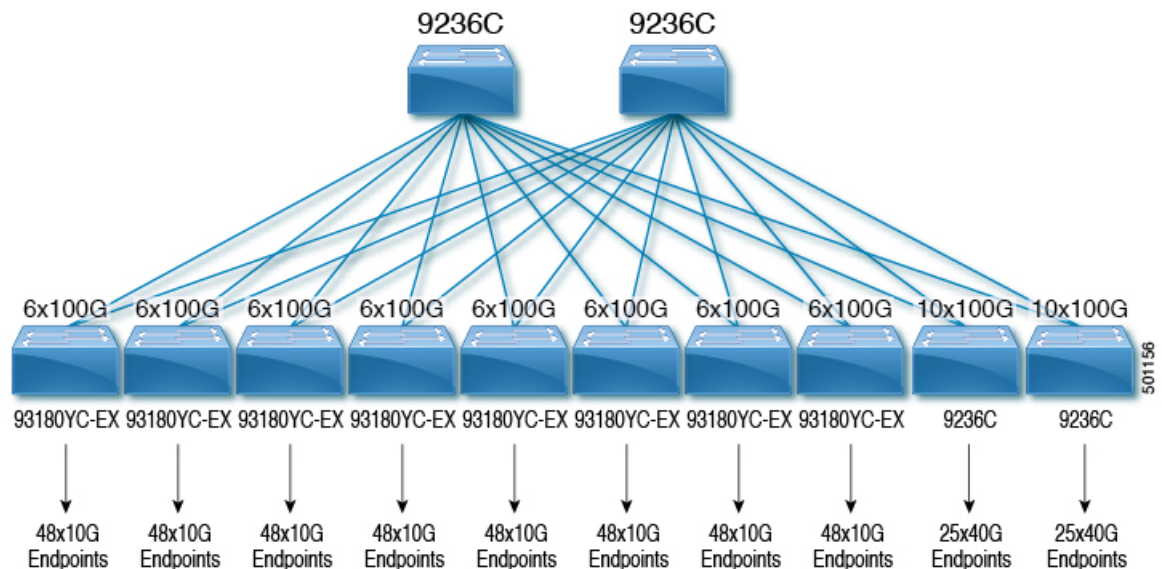 9236C 9236C
6x100G 6x100G 6x100G 6x100G 6x100G 6x100G 6x100G 6x100G 10x100G 10x100G
501156
93180YC-EX 93180YC-EX 93180YC-EX 93180YC-EX 93180YC-EX 93180YC-EX 93180YC-EX 93180YC-EX 9236C 9236C
48x10G 48x10G 48x10G 48x10G 48x10G 48x10G 48x10G 48x10G 25x40G 25x40G
Endpoints Endpoints Endpoints Endpoints Endpoints Endpoints Endpoints Endpoints Endpoints Endpoints